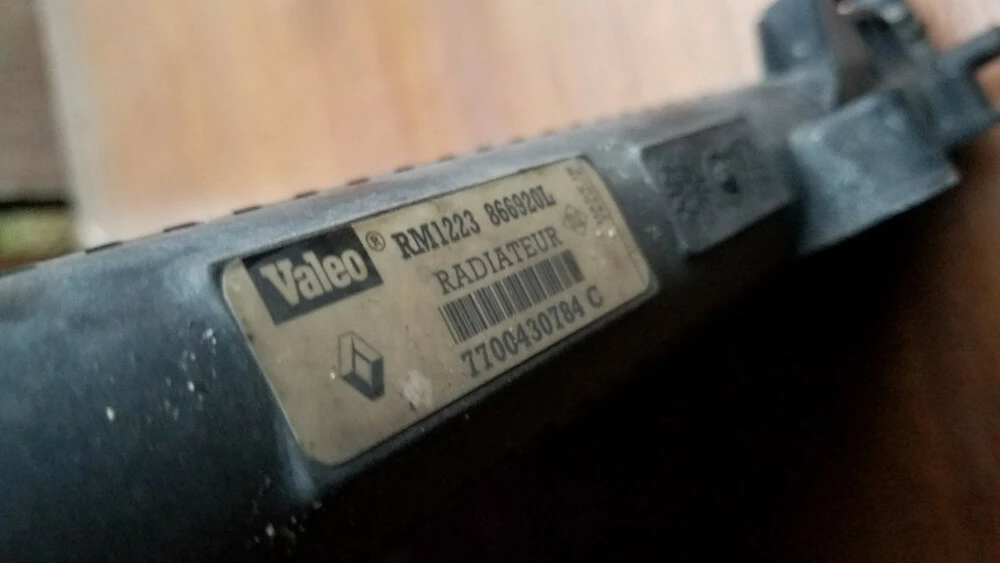 Valeo® RM1223 866920L
RADIATEUR
7700430784 C